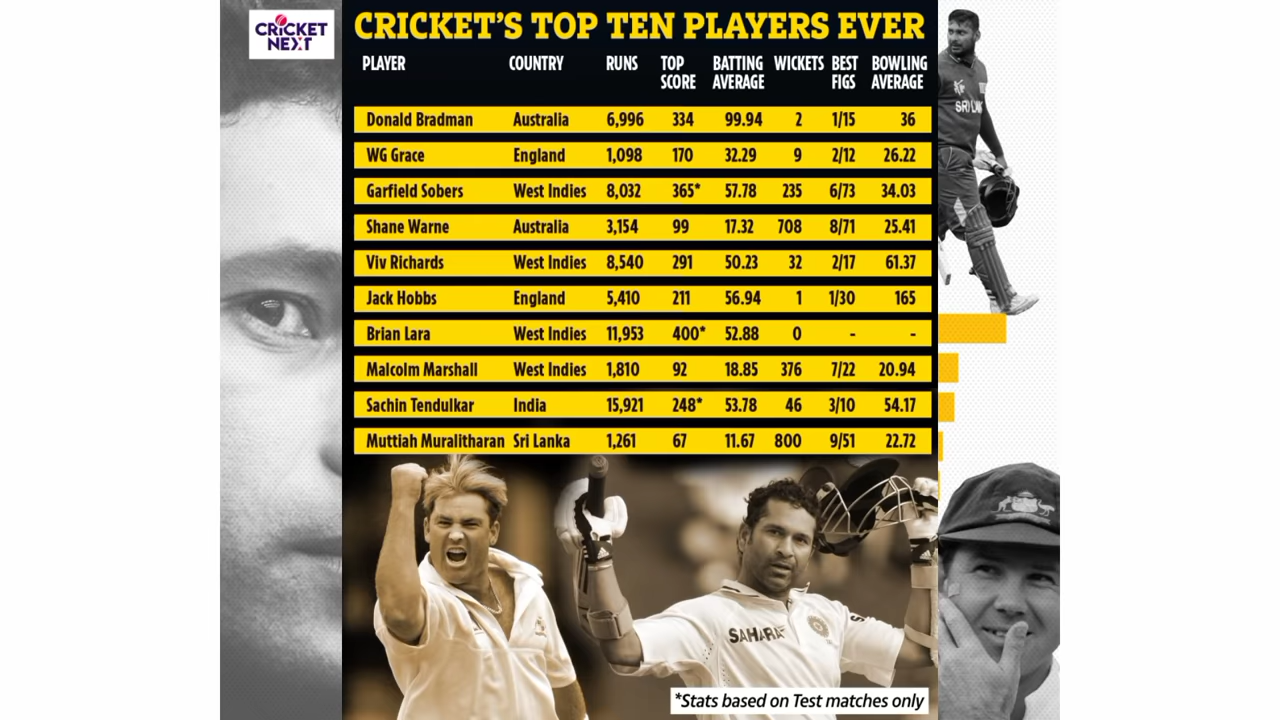 CRICKET
NEXT
CRICKET'S TOP TEN PLAYERS EVER
PLAYER COUNTRY RUNS TOP SCORE BATTING AVERAGE WICKETS BEST FIGS BOWLING AVERAGE
Donald Bradman Australia 6,996 334 99.94 2 1/15 36
WG Grace England 1,098 170 32.29 9 2/12 26.22
Garfield Sobers West Indies 8,032 365* 57.78 235 6/73 34.03
Shane Warne Australia 3,154 99 17.32 708 8/71 25.41
Viv Richards West Indies 8,540 291 50.23 32 2/17 61.37
Jack Hobbs England 5,410 211 56.94 1 1/30 165
Brian Lara West Indies 11,953 400* 52.88 0 - -
Malcolm Marshall West Indies 1,810 92 18.85 376 7/22 20.94
Sachin Tendulkar India 15,921 248* 53.78 46 3/10 54.17
Muttiah Muralitharan Sri Lanka 1,261 67 11.67 800 9/51 22.72
SAHARA
*Stats based on Test matches only